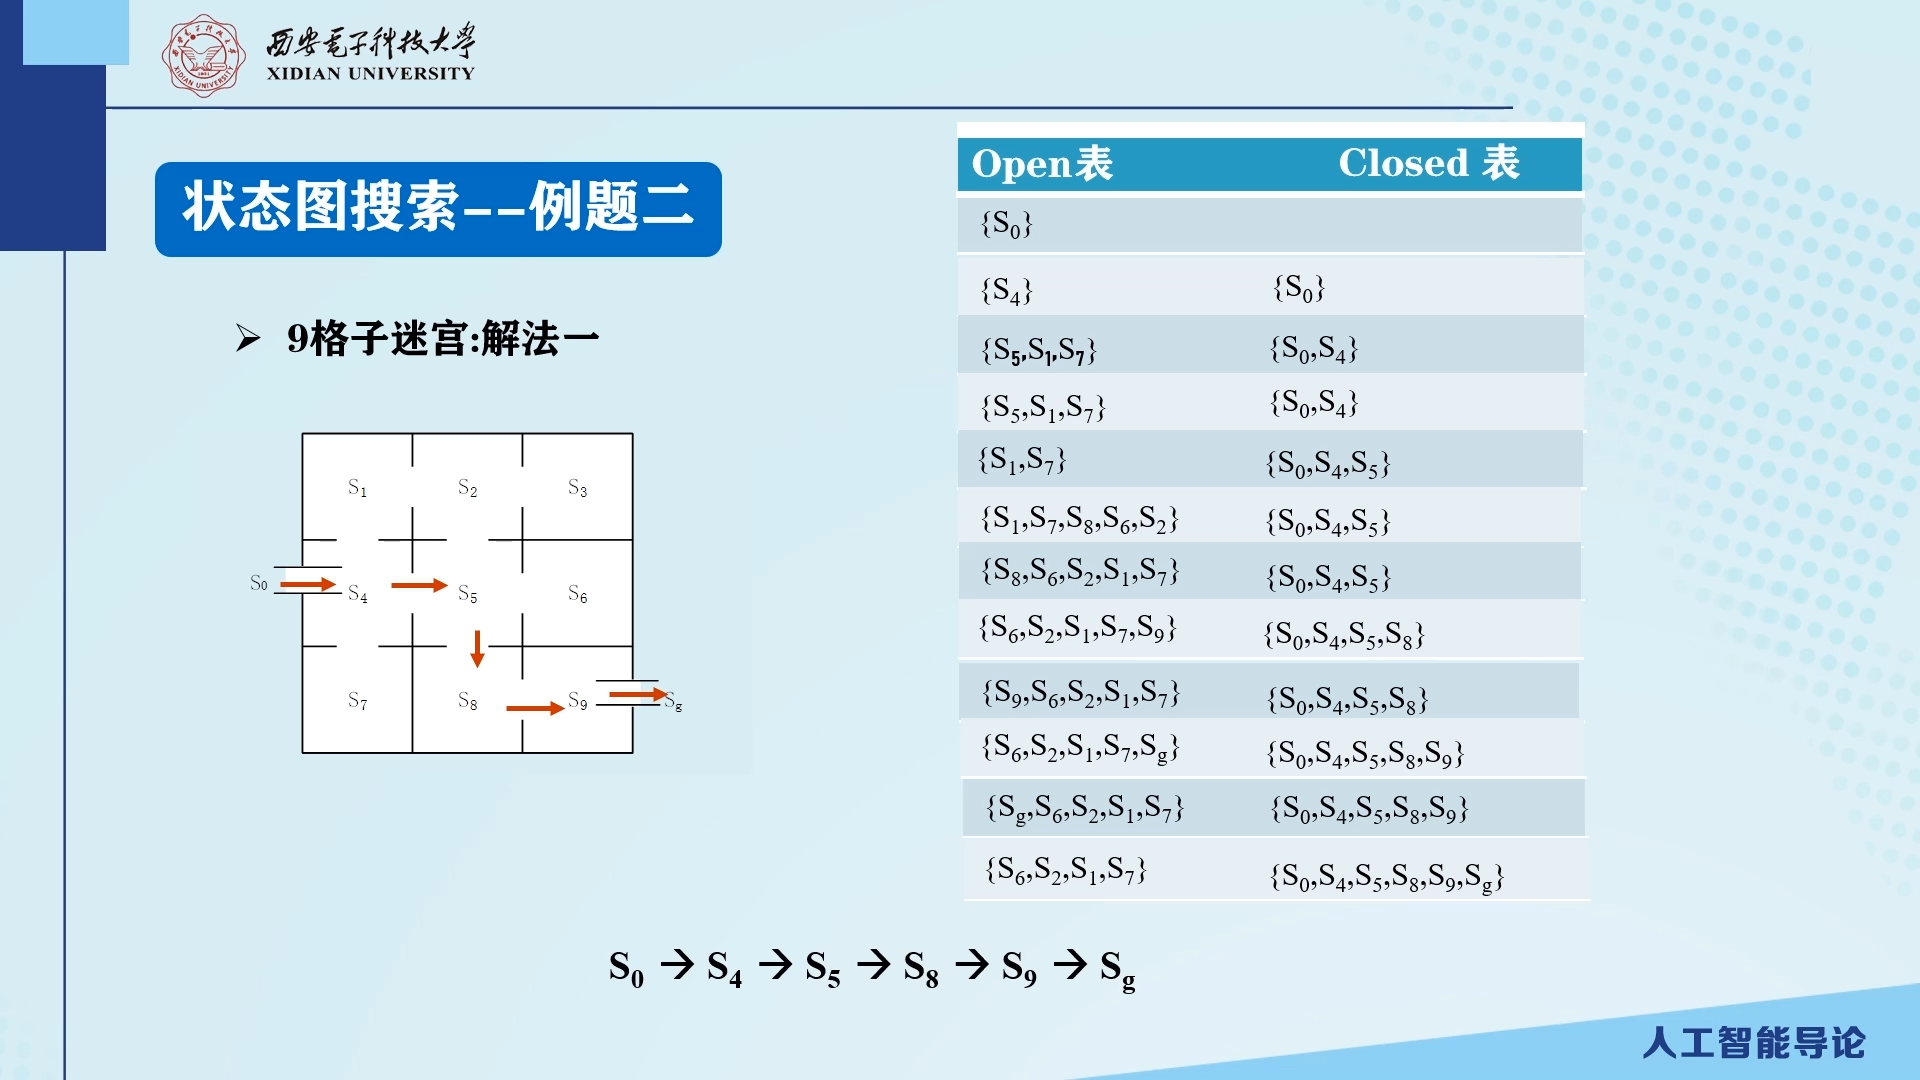 西安电子科技大学
XIDIAN UNIVERSITY
状态图搜索--例题二
➢ 9格子迷宫:解法一
S1 S2 S3
S0 S4 S5 S6
S7 S8 S9 Sg
Open表 Closed 表
{S0}
{S4} {S0}
{S5,S1,S7} {S0,S4}
{S5,S1,S7} {S0,S4}
{S1,S7} {S0,S4,S5}
{S1,S7,S8,S6,S2} {S0,S4,S5}
{S8,S6,S2,S1,S7} {S0,S4,S5}
{S6,S2,S1,S7,S9} {S0,S4,S5,S8}
{S9,S6,S2,S1,S7} {S0,S4,S5,S8}
{S6,S2,S1,S7,Sg} {S0,S4,S5,S8,S9}
{Sg,S6,S2,S1,S7} {S0,S4,S5,S8,S9}
{S6,S2,S1,S7} {S0,S4,S5,S8,S9,Sg}
S0 → S4 → S5 → S8 → S9 → Sg
人工智能导论